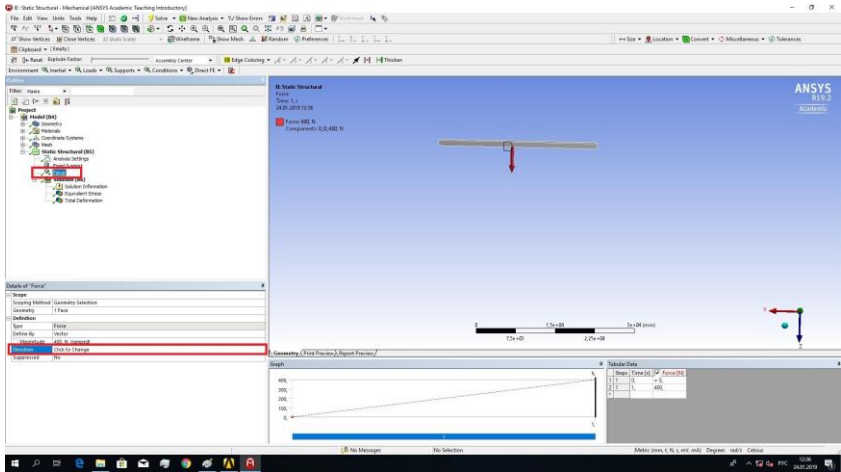 B : Static Structural - Mechanical [ANSYS Academic Teaching Introductory]
File Edit View Units Tools Help Solve New Analysis ?/ Show Errors Worksheet
Show Vertices Close Vertices Wireframe Show Mesh Random Preferences Size Location Convert Miscellaneous Tolerances
Clipboard [Empty]
Reset Explode Factor: Assembly Center Edge Coloring Thicken
Environment Inertial Loads Supports Conditions Direct FE
Outline
Filter: Name
Project
Model (B4)
Geometry
Materials
Coordinate Systems
Mesh
Static Structural (B5)
Analysis Settings
Fixed Support
Force
Solution (B6)
Solution Information
Equivalent Stress
Total Deformation
B: Static Structural
Force
Time: 1, s
24.01.2019 12:36
Force: 400, N
Components: 0,0,400, N
ANSYS
R19.2
Academic
X
Z
0 1,5e+04 3e+04 (mm)
7,5e+03 2,25e+04
Geometry Print Preview Report Preview
Details of "Force"
Scope
Scoping Method Geometry Selection
Geometry 1 Face
Definition
Type Force
Define By Vector
Magnitude 400, N (ramped)
Direction Click to Change
Suppressed No
Graph
400,
300,
200,
100,
0,
1,
1,
1
Tabular Data
Steps Time [s] Force [N]
1 1 0, = 0,
2 1 1, 400,
*
No Messages No Selection Metric (mm, t, N, s, mV, mA) Degrees rad/s Celsius
РУС
12:36
24.01.2019